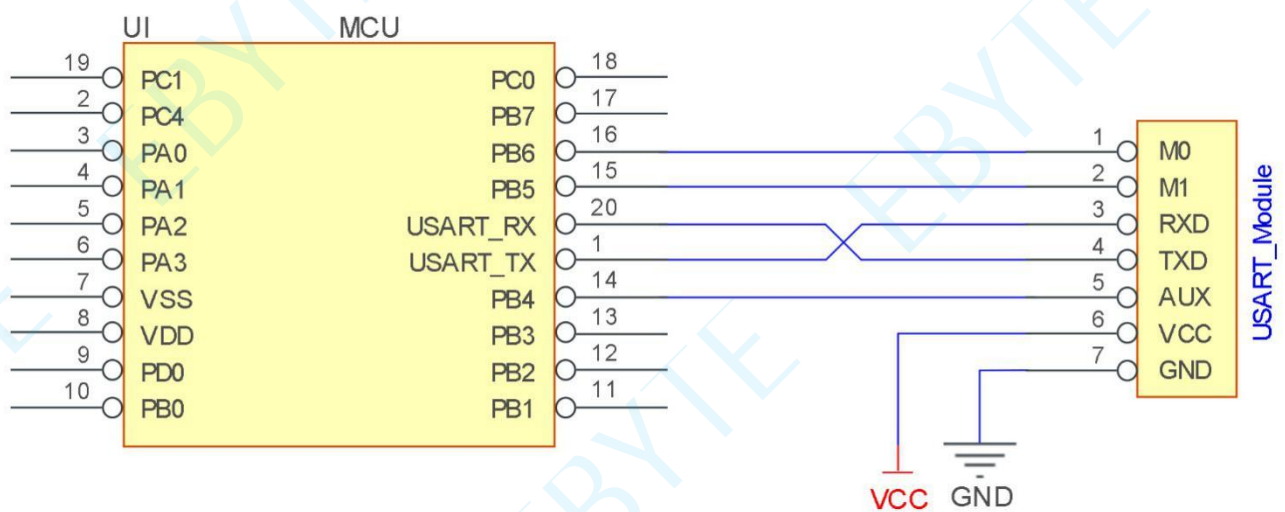 UI MCU
19 PC1 PC0 18
2 PC4 PB7 17
3 PA0 PB6 16 1 M0
4 PA1 PB5 15 2 M1
5 PA2 USART_RX 20 3 RXD
6 PA3 USART_TX 1 4 TXD
7 VSS PB4 14 5 AUX
8 VDD PB3 13 6 VCC
9 PD0 PB2 12 7 GND
10 PB0 PB1 11
USART_Module
VCC GND
EBYTE
EBYTE
EBYTE